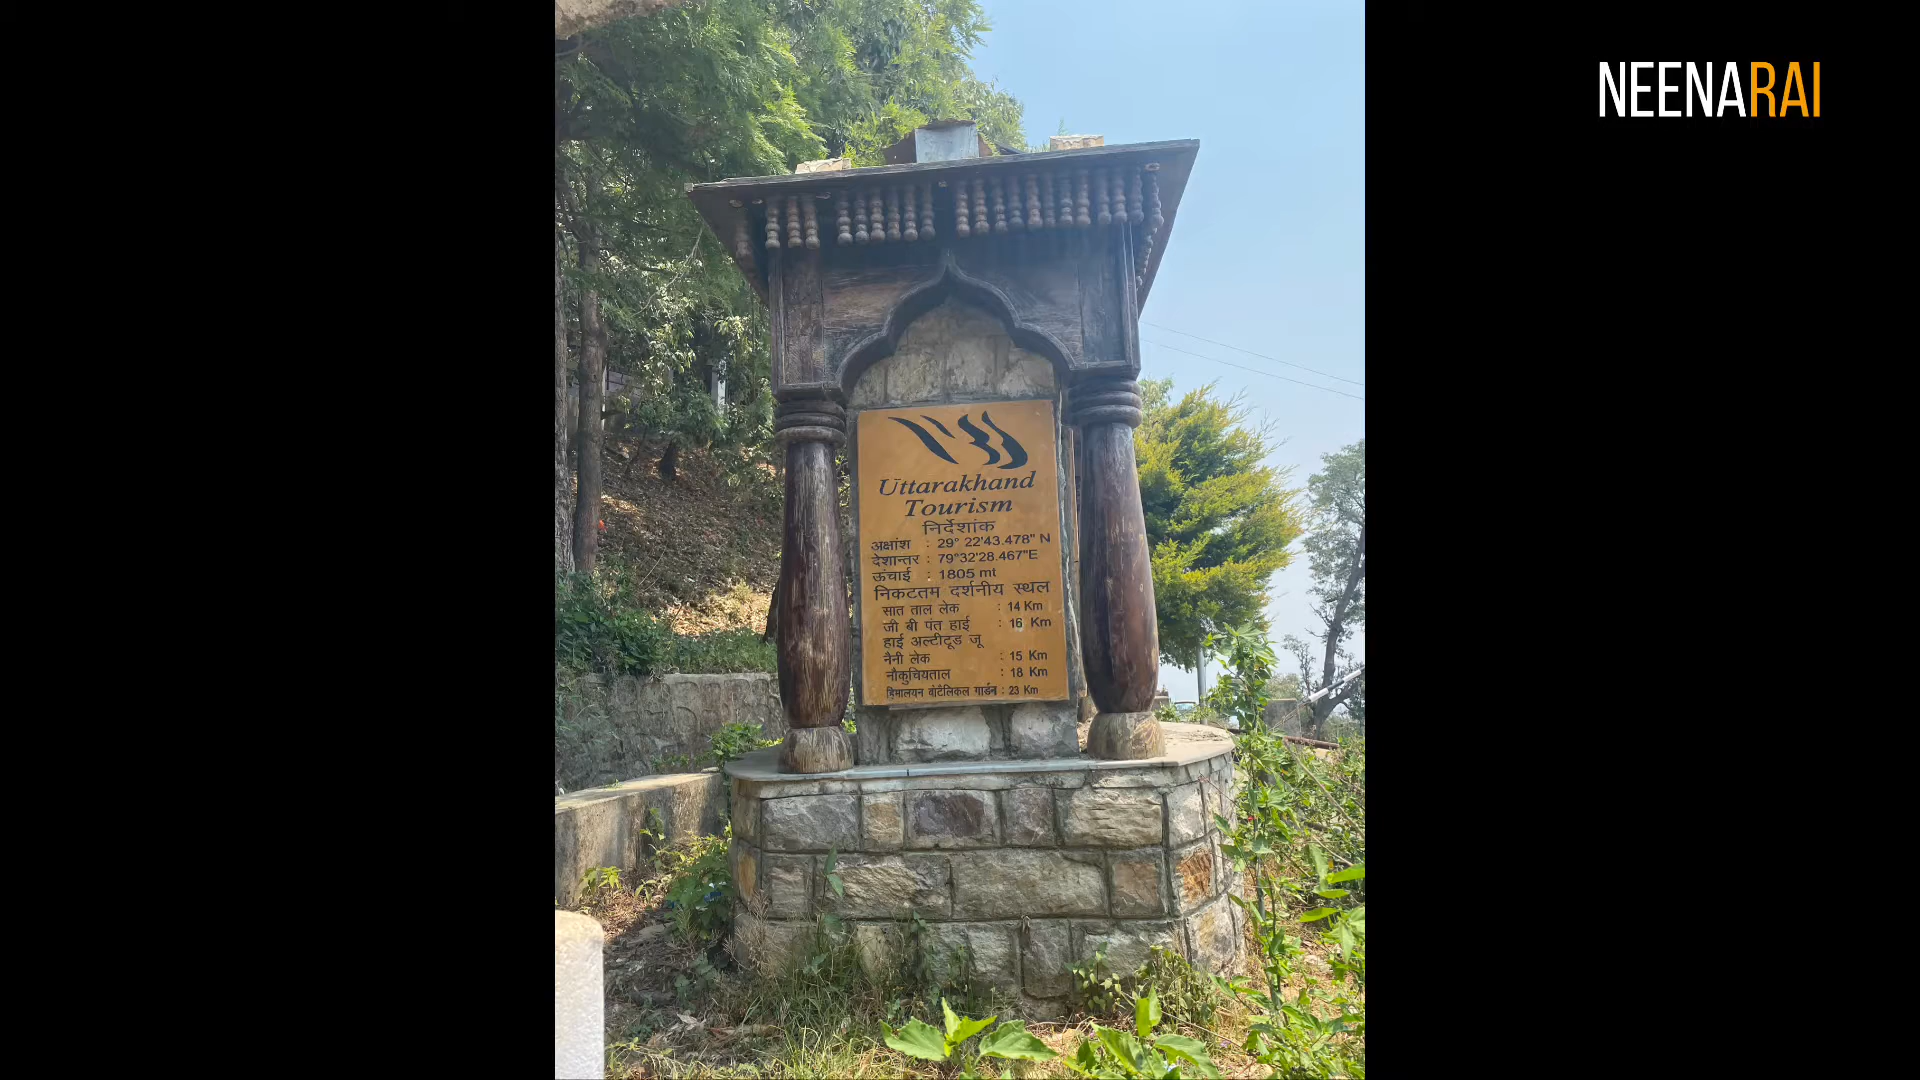 NEENARAI
Uttarakhand
Tourism
निर्देशांक
अक्षांश : 29° 22'43.478" N
देशान्तर : 79°32'28.467"E
ऊंचाई : 1805 mt
निकटतम दर्शनीय स्थल
सात ताल लेक : 14 Km
जी बी पंत हाई : 16 Km
हाई अल्टीटूड जू
नैनी लेक : 15 Km
नौकुचियताल : 18 Km
हिमालयन बोटैलिकल गार्डन : 23 Km